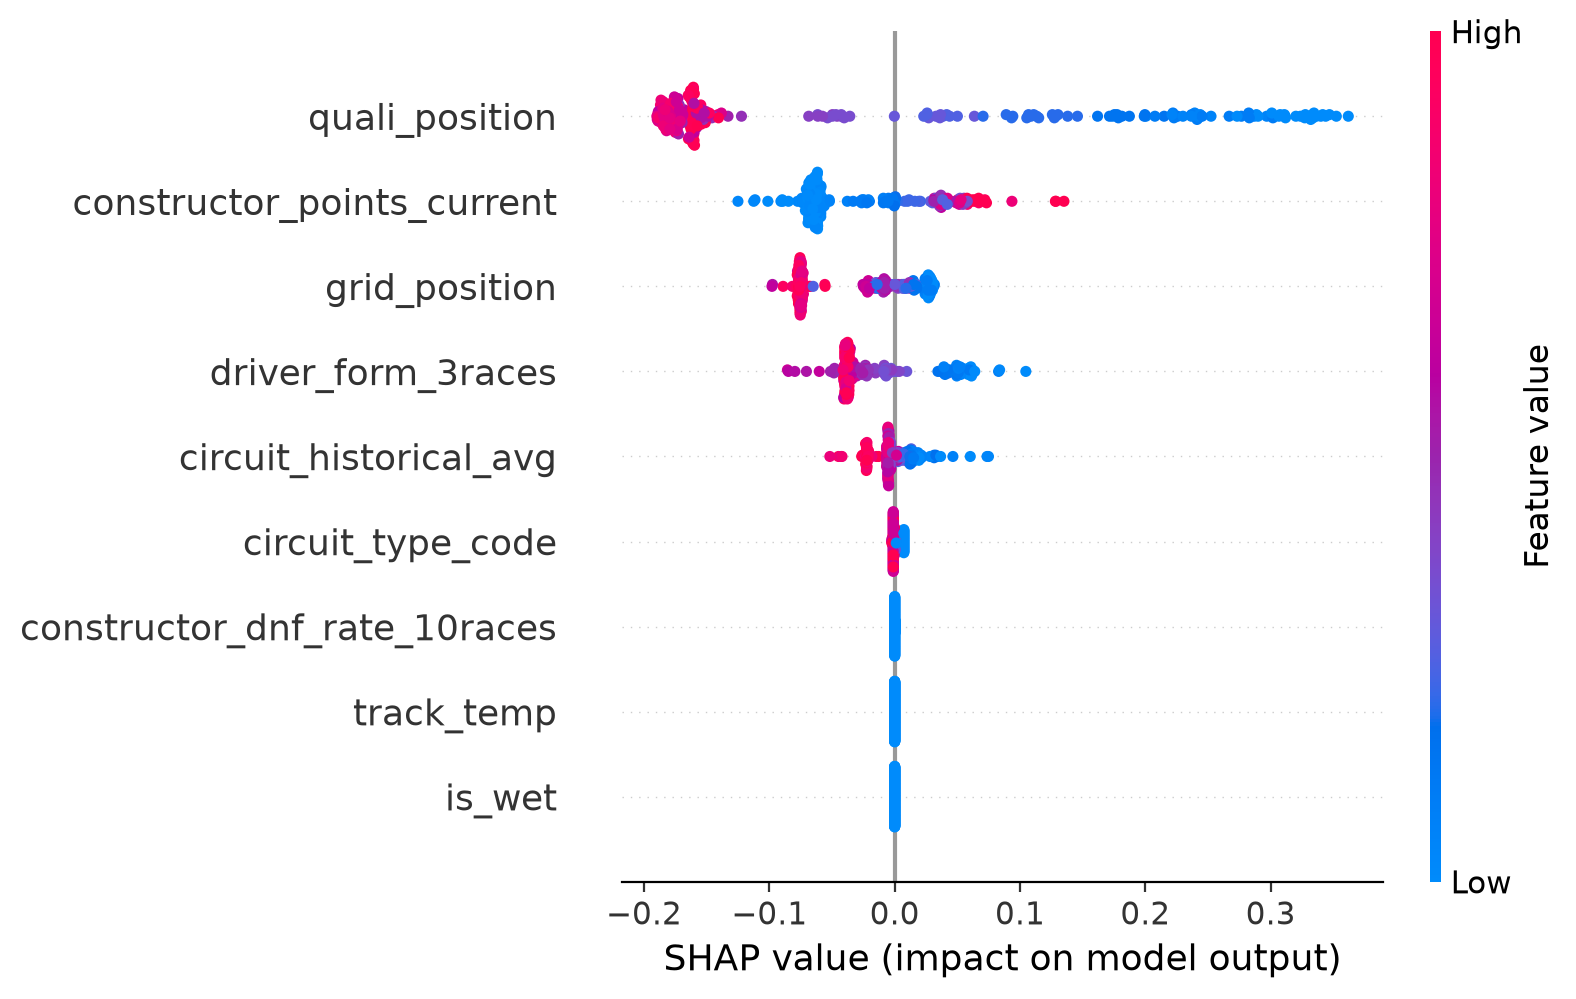 High
quali_position
constructor_points_current
grid_position
driver_form_3races
circuit_historical_avg
circuit_type_code
constructor_dnf_rate_10races
track_temp
is_wet
Feature value
Low
−0.2 −0.1 0.0 0.1 0.2 0.3
SHAP value (impact on model output)